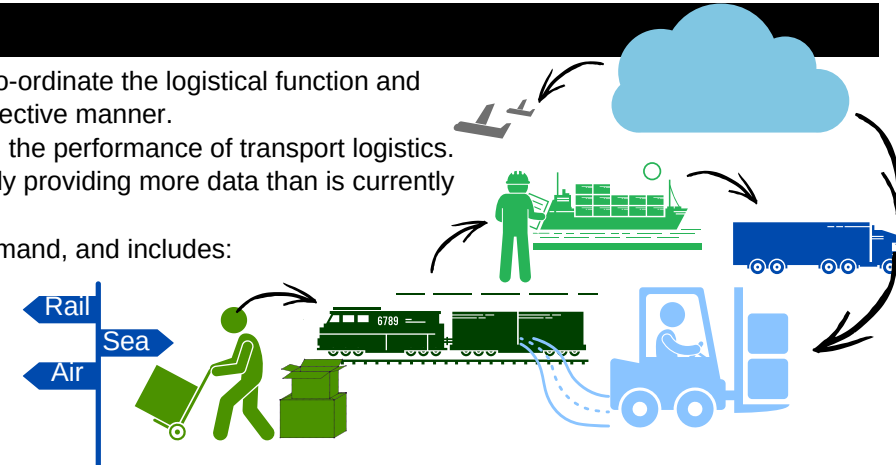 o-ordinate the logistical function and
ective manner.
the performance of transport logistics.
ly providing more data than is currently
mand, and includes:
Rail
Sea
Air
6789